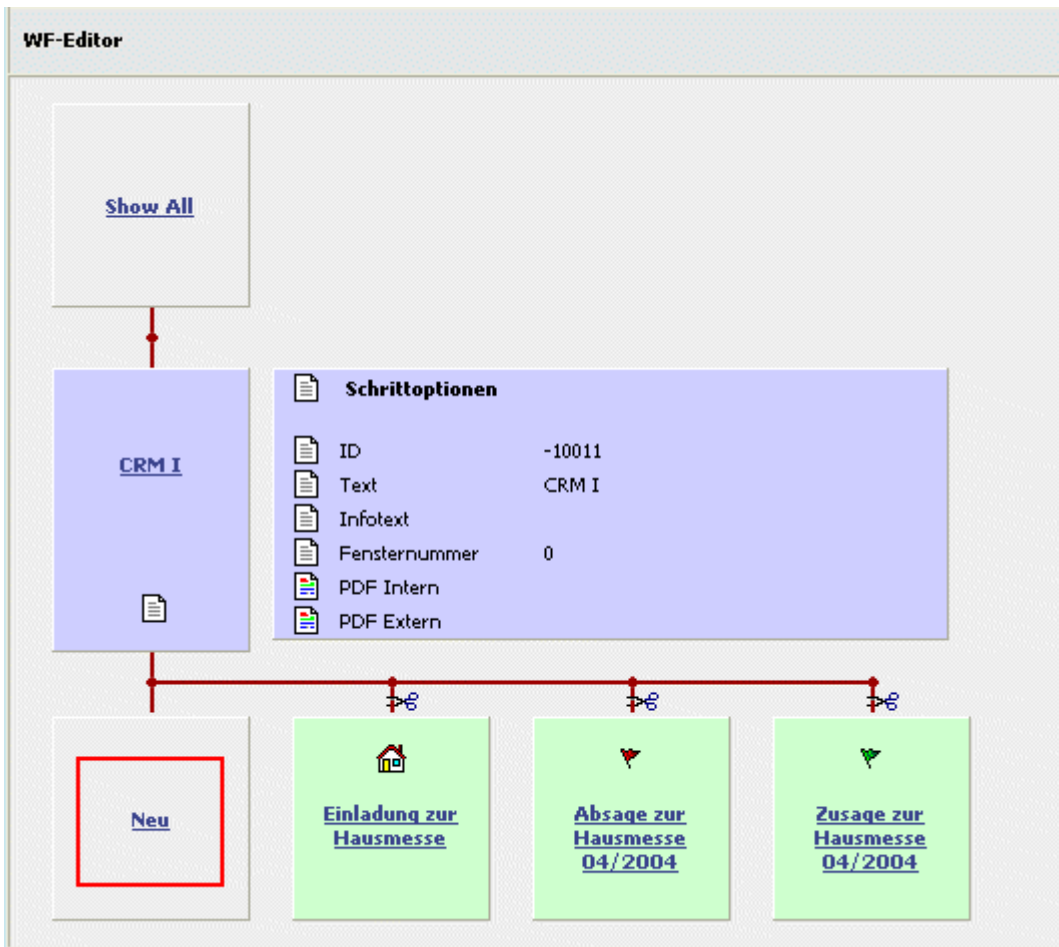 WF-Editor
Show All
CRM I
Schrittoptionen
ID -10011
Text CRM I
Infotext
Fensternummer 0
PDF Intern
PDF Extern
Neu
Einladung zur
Hausmesse
Absage zur
Hausmesse
04/2004
Zusage zur
Hausmesse
04/2004